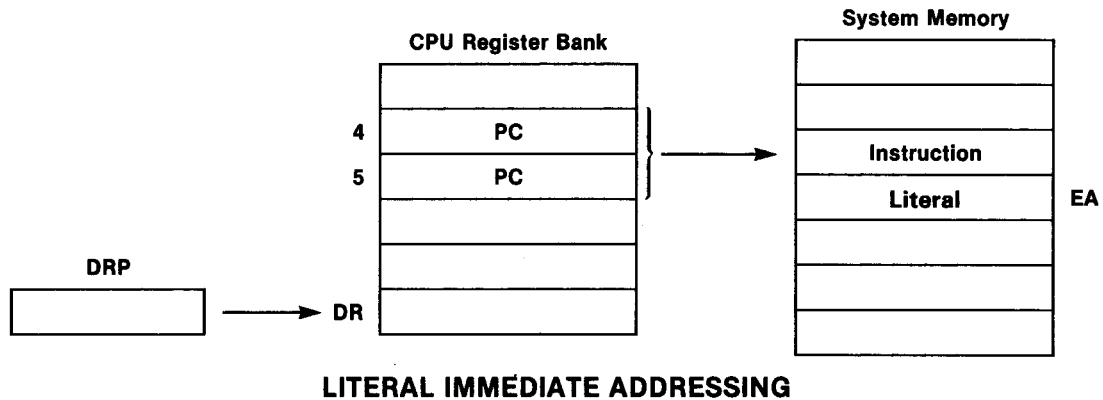 System Memory
CPU Register Bank
4 PC
5 PC
Instruction
Literal EA
DRP
DR
LITERAL IMMEDIATE ADDRESSING